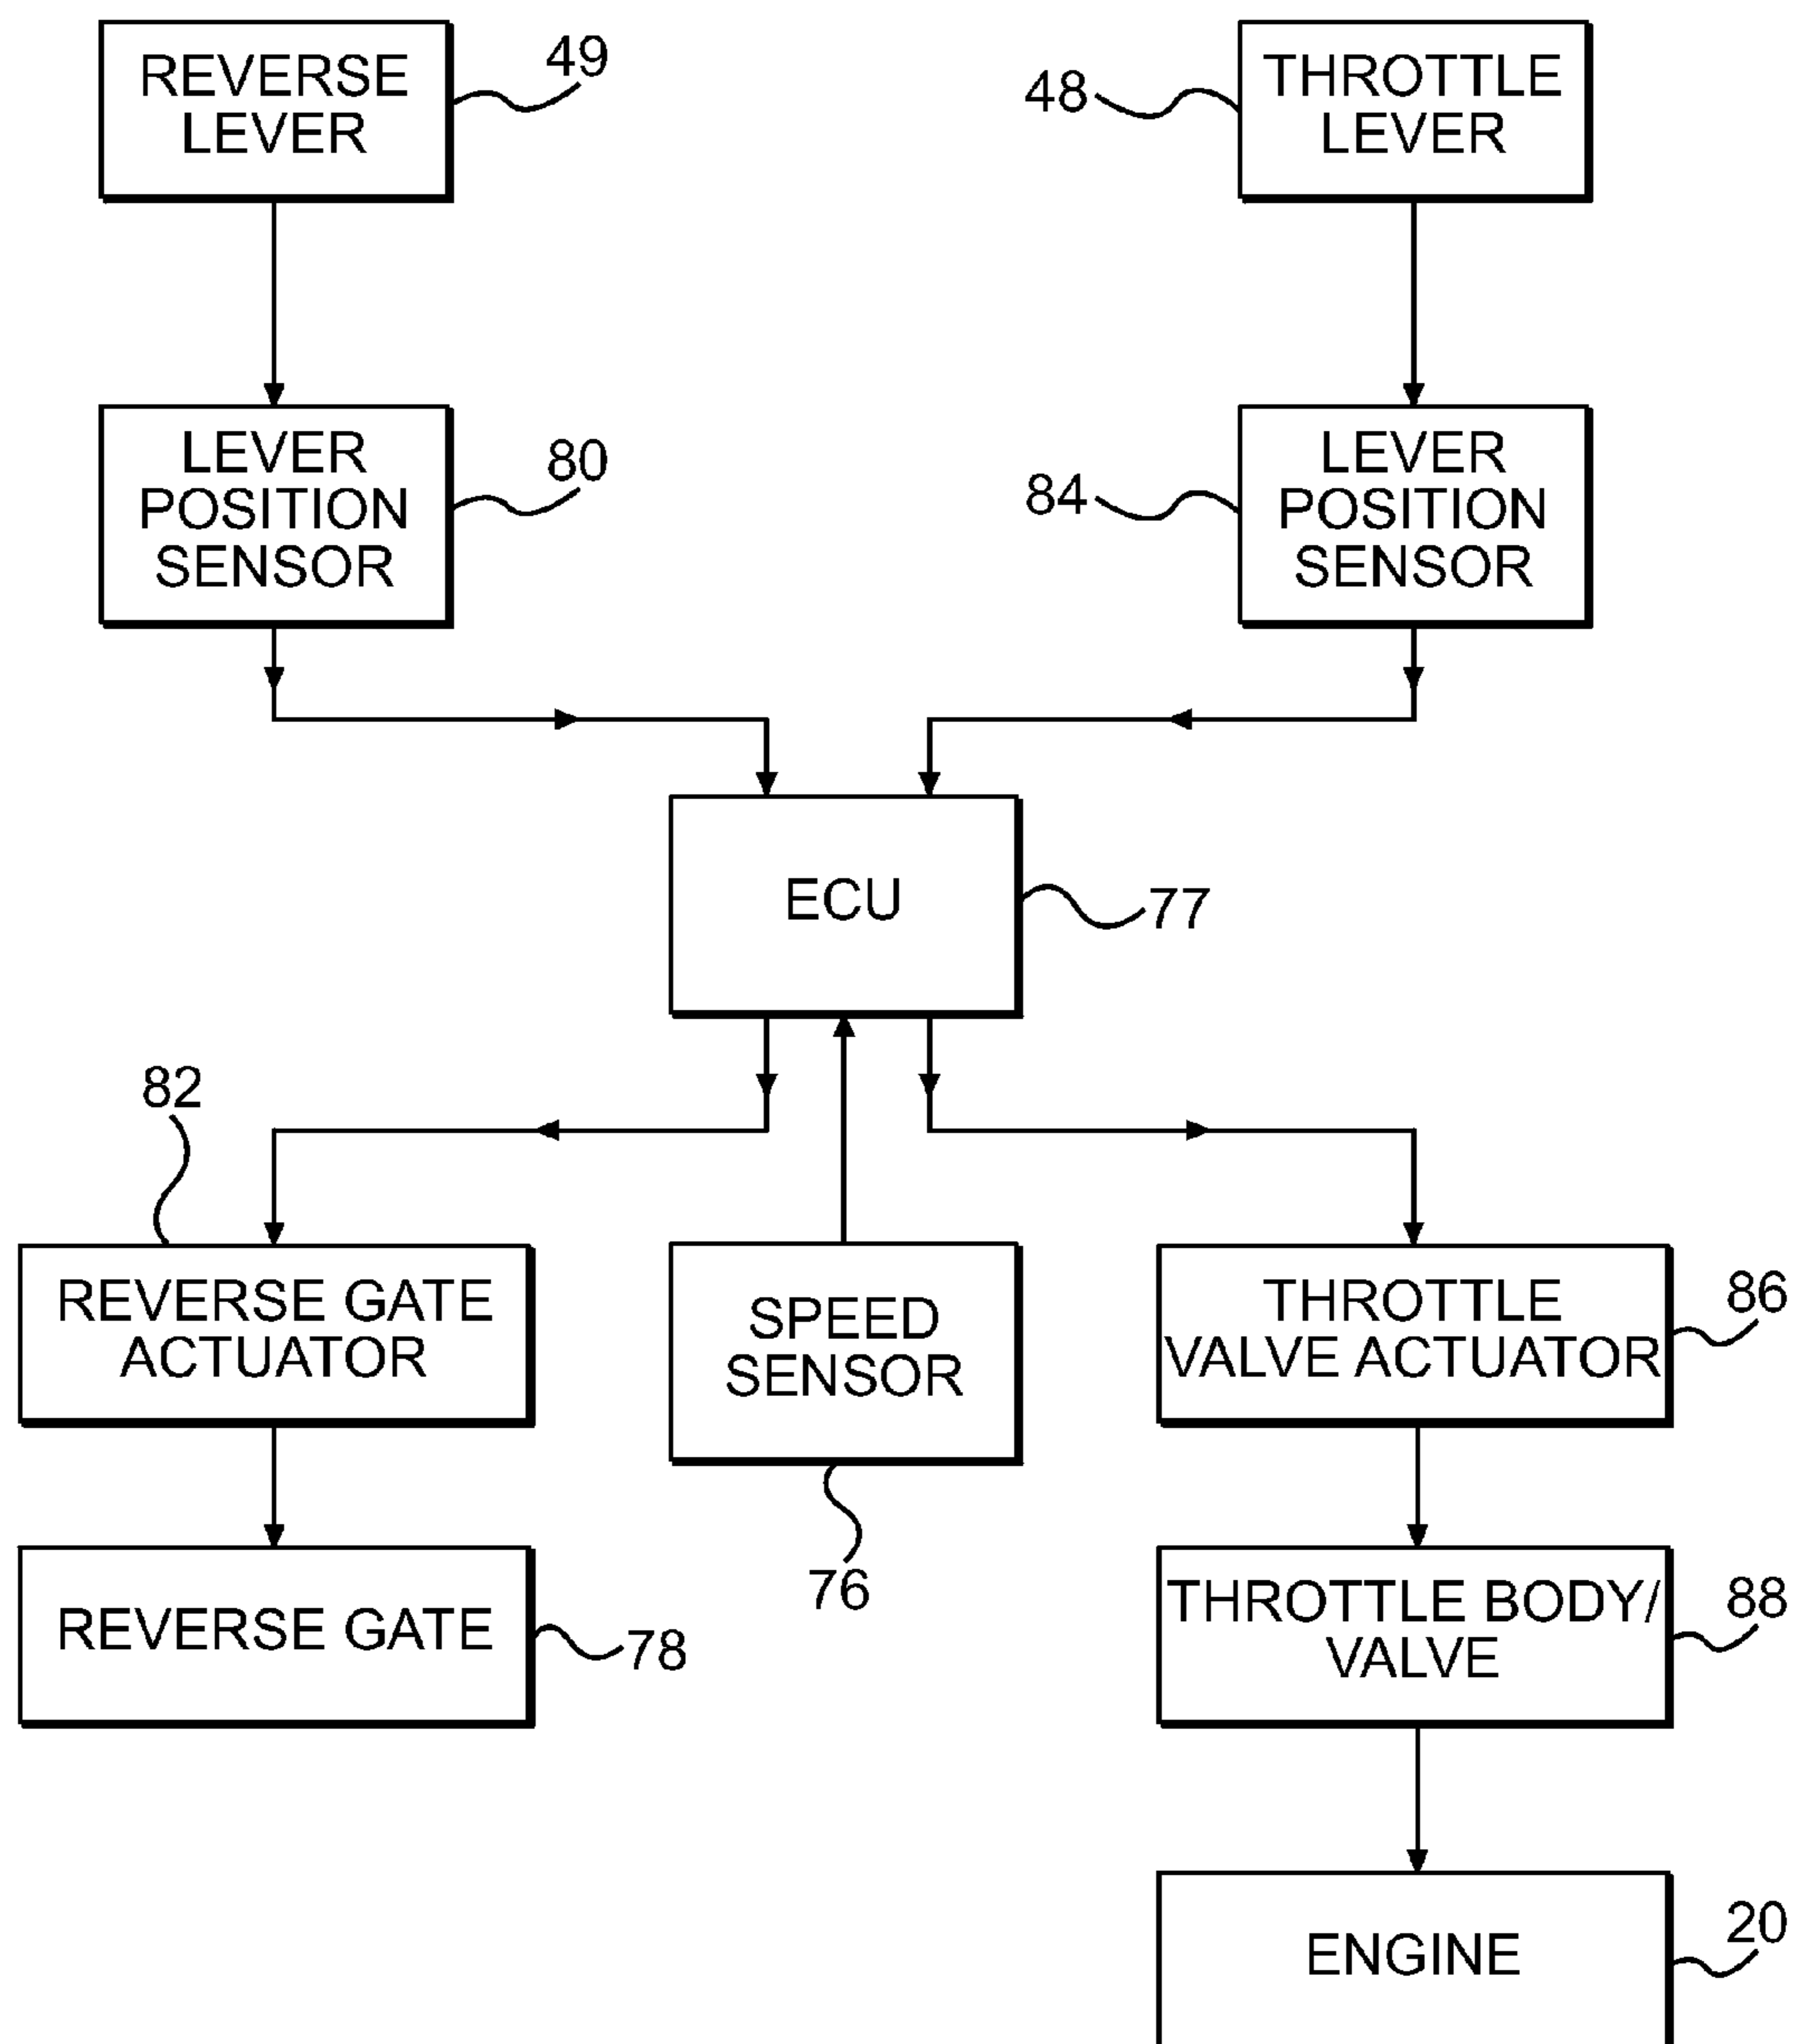 REVERSE
LEVER
49
48
THROTTLE
LEVER
LEVER
POSITION
SENSOR
80
84
LEVER
POSITION
SENSOR
ECU
77
82
REVERSE GATE
ACTUATOR
SPEED
SENSOR
THROTTLE
VALVE ACTUATOR
86
76
REVERSE GATE
78
THROTTLE BODY/
VALVE
88
ENGINE
20